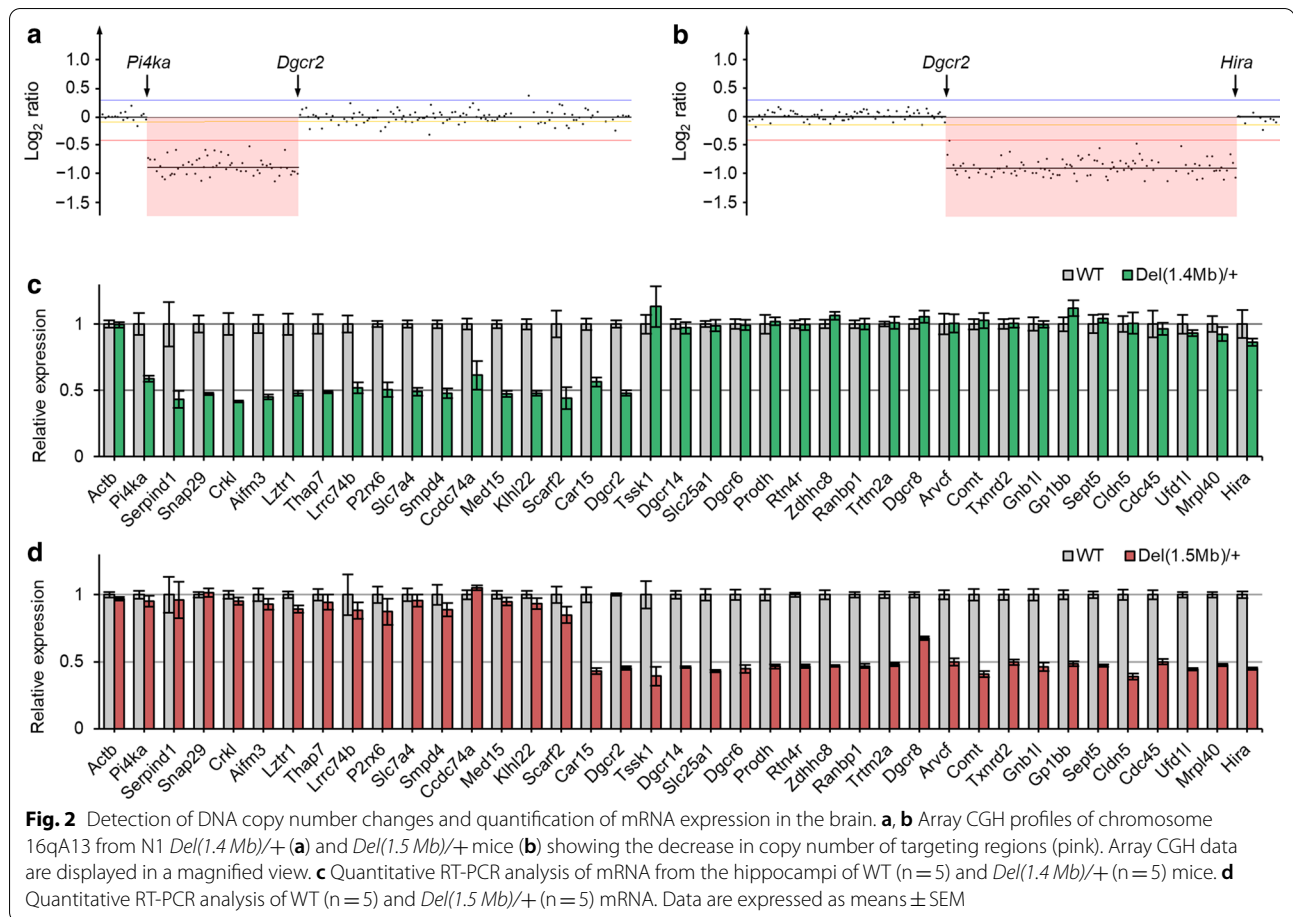 a
b
Pi4ka
Dgcr2
Dgcr2
Hira
1.0
0.5
0
−0.5
−1.0
−1.5
Log2 ratio
1.0
0.5
0
−0.5
−1.0
−1.5
Log2 ratio
c
WT Del(1.4Mb)/+
Relative expression
1
0.5
0
Actb Pi4ka Serpind1 Snap29 Crkl Aifm3 Lztr1 Thap7 Lrrc74b P2rx6 Slc7a4 Smpd4 Ccdc74a Med15 Klhl22 Scarf2 Car15 Dgcr2 Tssk1 Dgcr14 Slc25a1 Dgcr6 Prodh Rtn4r Zdhhc8 Ranbp1 Trtm2a Dgcr8 Arvcf Comt Txnrd2 Gnb1l Gp1bb Sept5 Cldn5 Cdc45 Ufd1l Mrpl40 Hira
d
WT Del(1.5Mb)/+
Relative expression
1
0.5
0
Actb Pi4ka Serpind1 Snap29 Crkl Aifm3 Lztr1 Thap7 Lrrc74b P2rx6 Slc7a4 Smpd4 Ccdc74a Med15 Klhl22 Scarf2 Car15 Dgcr2 Tssk1 Dgcr14 Slc25a1 Dgcr6 Prodh Rtn4r Zdhhc8 Ranbp1 Trtm2a Dgcr8 Arvcf Comt Txnrd2 Gnb1l Gp1bb Sept5 Cldn5 Cdc45 Ufd1l Mrpl40 Hira
Fig. 2 Detection of DNA copy number changes and quantification of mRNA expression in the brain. a, b Array CGH profiles of chromosome
16qA13 from N1 Del(1.4 Mb)/+ (a) and Del(1.5 Mb)/+ mice (b) showing the decrease in copy number of targeting regions (pink). Array CGH data
are displayed in a magnified view. c Quantitative RT-PCR analysis of mRNA from the hippocampi of WT (n = 5) and Del(1.4 Mb)/+ (n = 5) mice. d
Quantitative RT-PCR analysis of WT (n = 5) and Del(1.5 Mb)/+ (n = 5) mRNA. Data are expressed as means ± SEM